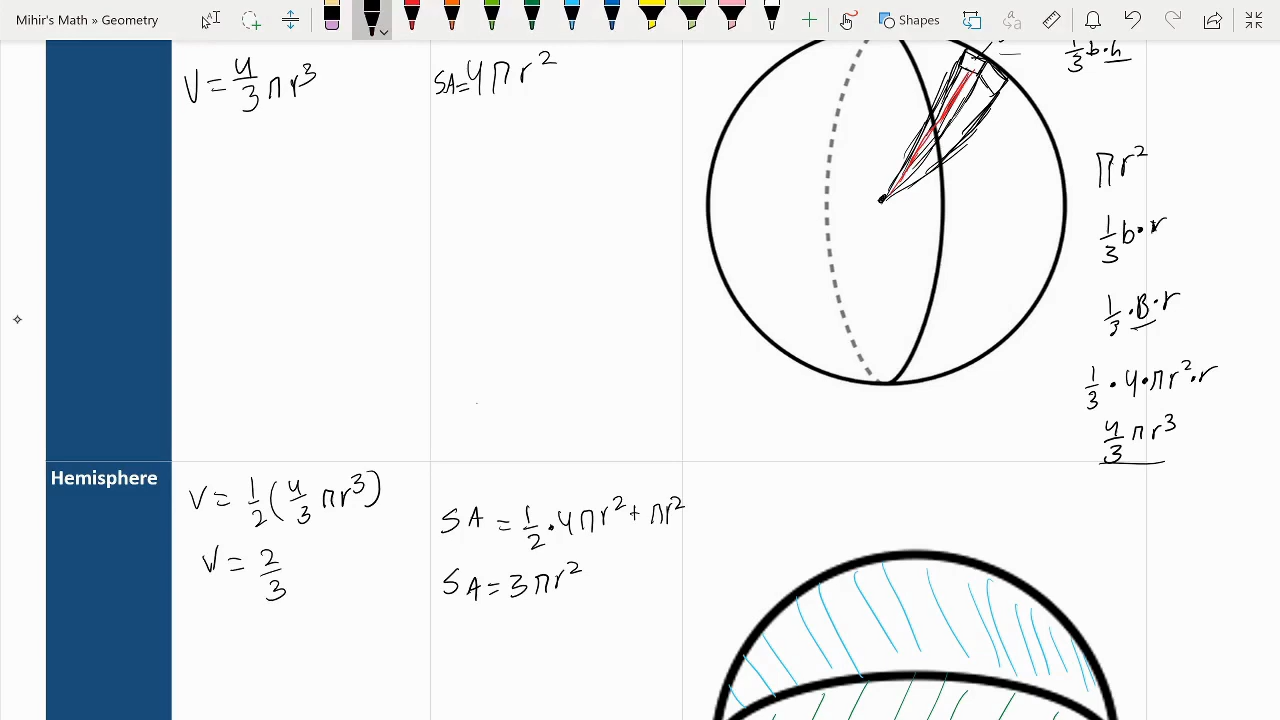 Mihir's Math » Geometry
Shapes
V = 4/3 πr³
SA=4πr²
1/3 b·h
πr²
1/3 b·r
1/3 · B · r
1/3 · 4 · πr² · r
4/3 πr³
Hemisphere
V = 1/2 (4/3 πr³)
V = 2/3
SA = 1/2 · 4πr² + πr²
SA = 3πr²